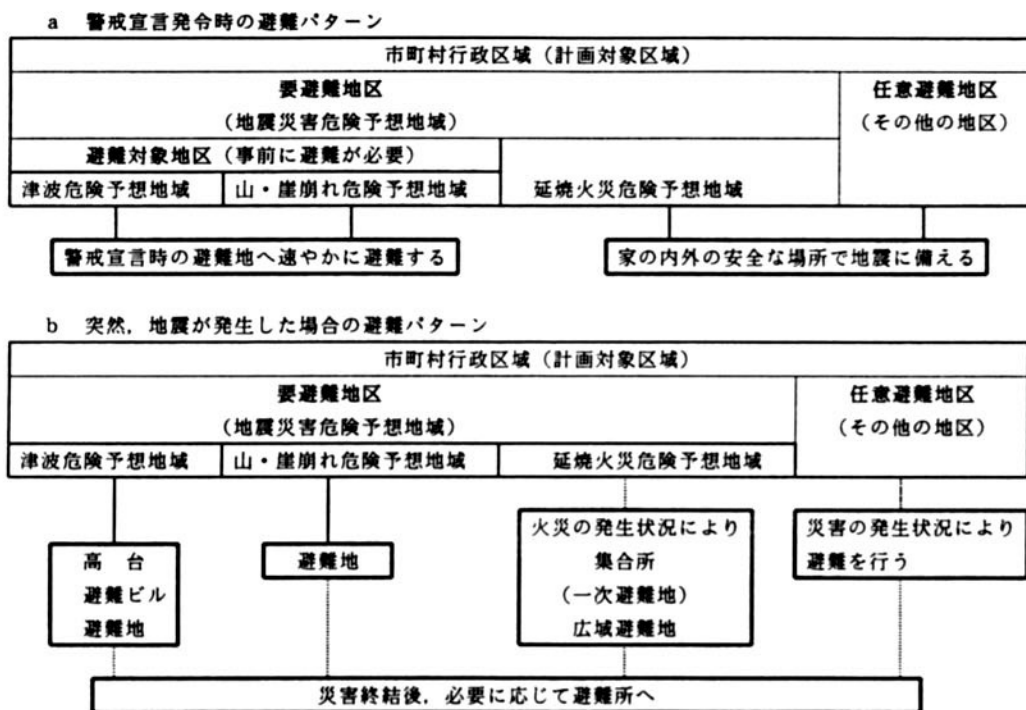 a 警戒宣言発令時の避難パターン
市町村行政区域（計画対象区域）
要避難地区
（地震災害危険予想地域）
任意避難地区
（その他の地区）
避難対象地区（事前に避難が必要）
津波危険予想地域
山・崖崩れ危険予想地域
延焼火災危険予想地域
警戒宣言時の避難地へ速やかに避難する
家の内外の安全な場所で地震に備える
b 突然，地震が発生した場合の避難パターン
市町村行政区域（計画対象区域）
要避難地区
（地震災害危険予想地域）
任意避難地区
（その他の地区）
津波危険予想地域
山・崖崩れ危険予想地域
延焼火災危険予想地域
高　台
避難ビル
避難地
避難地
火災の発生状況により
集合所
（一次避難地）
広域避難地
災害の発生状況により
避難を行う
災害終結後，必要に応じて避難所へ